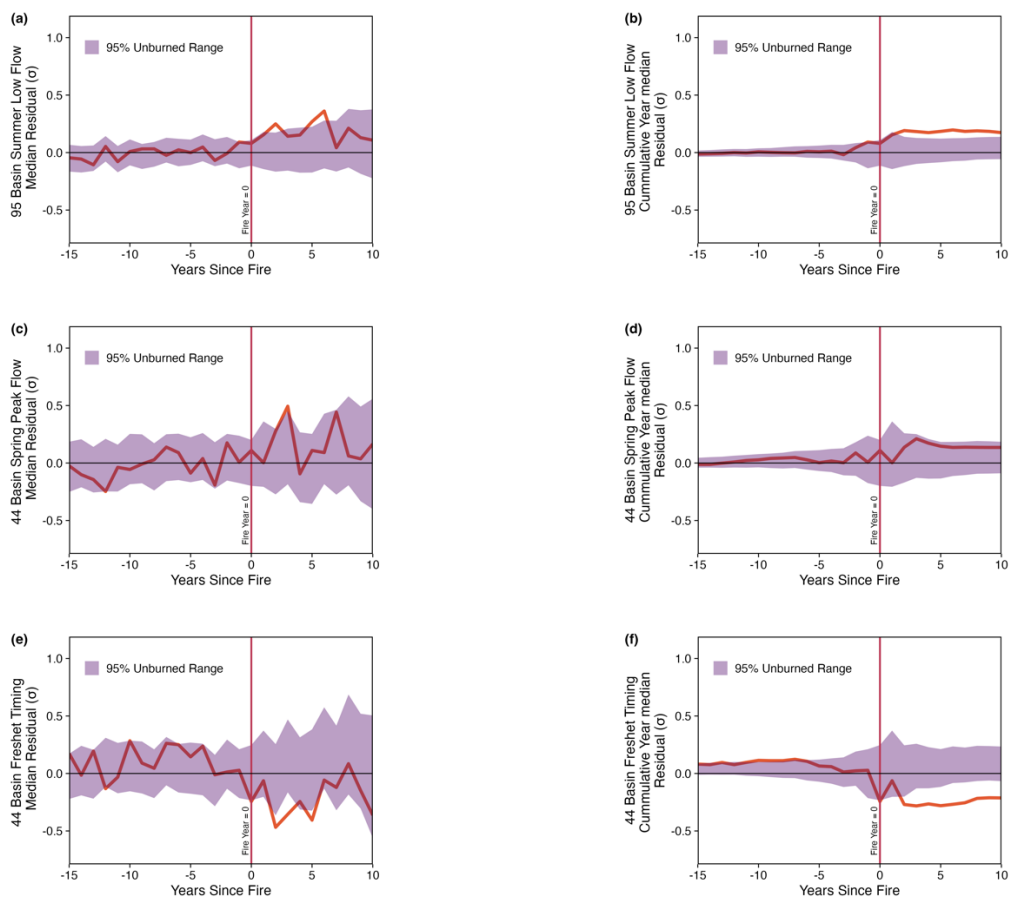 (a)
95 Basin Summer Low Flow
Median Residual (σ)
1.0
0.5
0.0
-0.5
95% Unburned Range
Fire Year = 0
-15 -10 -5 0 5 10
Years Since Fire
(b)
95 Basin Summer Low Flow
Cummulative Year median
Residual (σ)
1.0
0.5
0.0
-0.5
95% Unburned Range
Fire Year = 0
-15 -10 -5 0 5 10
Years Since Fire
(c)
44 Basin Spring Peak Flow
Median Residual (σ)
1.0
0.5
0.0
-0.5
95% Unburned Range
Fire Year = 0
-15 -10 -5 0 5 10
Years Since Fire
(d)
44 Basin Spring Peak Flow
Cummulative Year median
Residual (σ)
1.0
0.5
0.0
-0.5
95% Unburned Range
Fire Year = 0
-15 -10 -5 0 5 10
Years Since Fire
(e)
44 Basin Freshet Timing
Median Residual (σ)
1.0
0.5
0.0
-0.5
95% Unburned Range
Fire Year = 0
-15 -10 -5 0 5 10
Years Since Fire
(f)
44 Basin Freshet Timing
Cummulative Year median
Residual (σ)
1.0
0.5
0.0
-0.5
95% Unburned Range
Fire Year = 0
-15 -10 -5 0 5 10
Years Since Fire